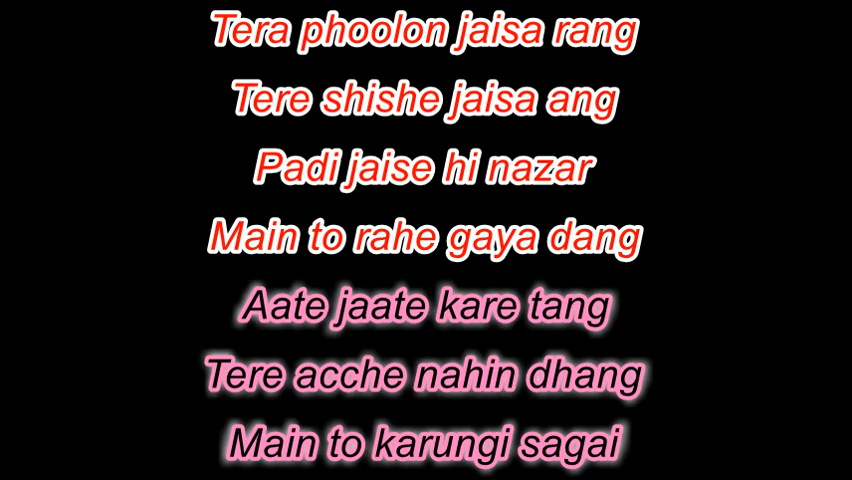 Tera phoolon jaisa rang
Tere shishe jaisa ang
Padi jaise hi nazar
Main to rahe gaya dang
Aate jaate kare tang
Tere acche nahin dhang
Main to karungi sagai